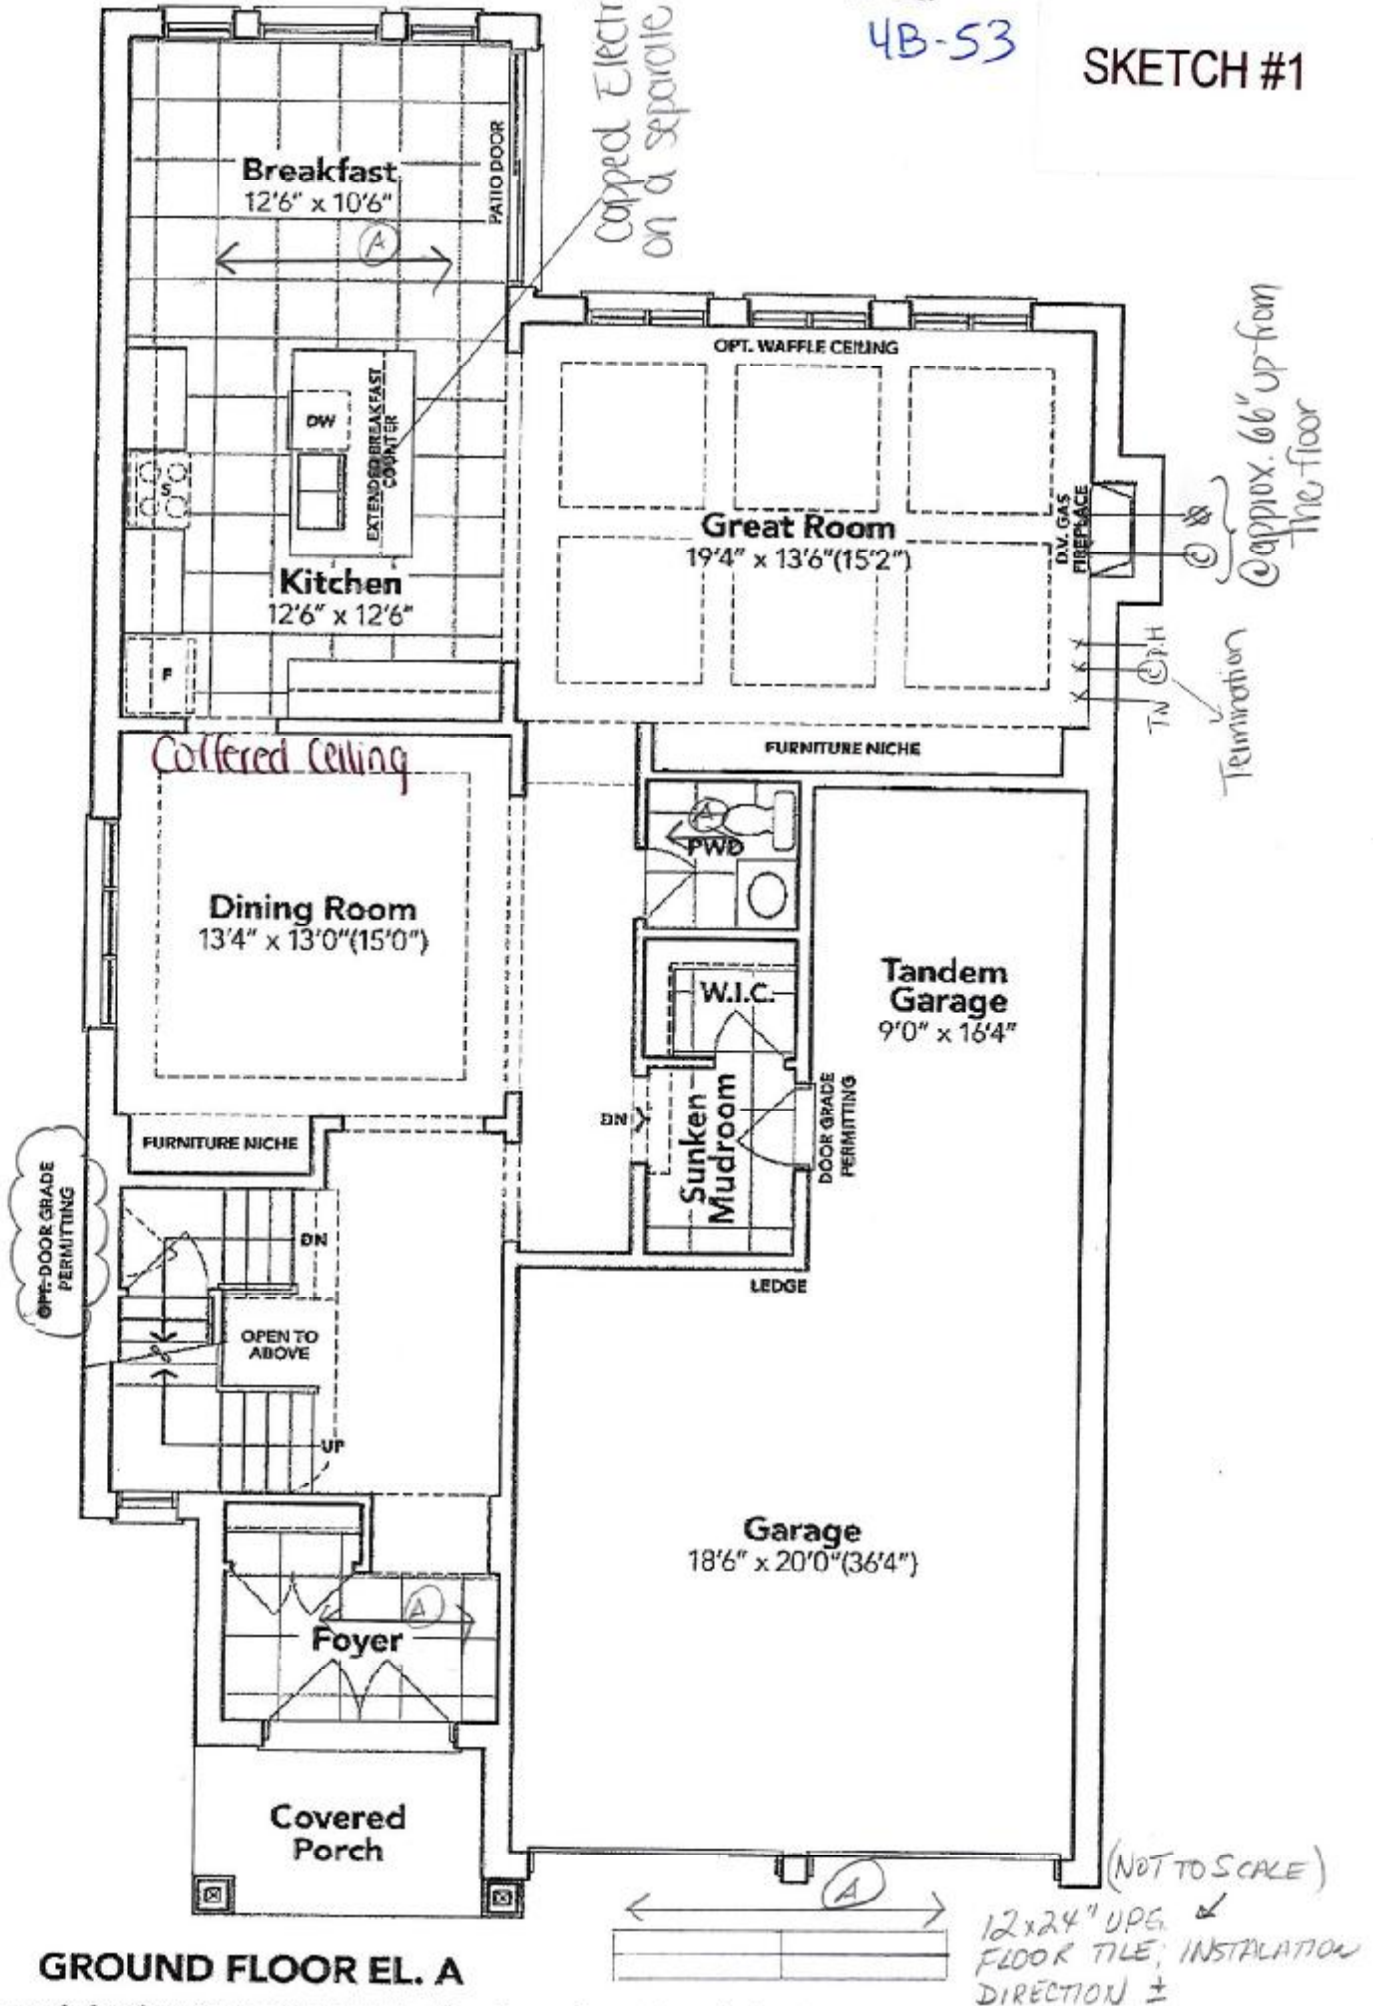 4B-53
SKETCH #1
Capped Electr
on a separate
Breakfast
12'6" x 10'6"
PATIO DOOR
A
OPT. WAFFLE CEILING
DW
EXTENDED BREAKFAST
COUNTER
S
Great Room
19'4" x 13'6"(15'2")
D.V. GAS
FIREPLACE
C
@approx. 66" up from
the floor
Kitchen
12'6" x 12'6"
F
P.H
C
TN
Termination
Coffered Ceiling
FURNITURE NICHE
A
PWD
Dining Room
13'4" x 13'0"(15'0")
W.I.C.
Tandem
Garage
9'0" x 16'4"
DN
Sunken
Mudroom
DOOR GRADE
PERMITTING
FURNITURE NICHE
OPT. DOOR GRADE
PERMITTING
DN
LEDGE
OPEN TO
ABOVE
UP
Garage
18'6" x 20'0"(36'4")
A
Foyer
Covered
Porch
A
(NOT TO SCALE)
12x24" UPG.
FLOOR TILE; INSTALATION
DIRECTION ±
GROUND FLOOR EL. A